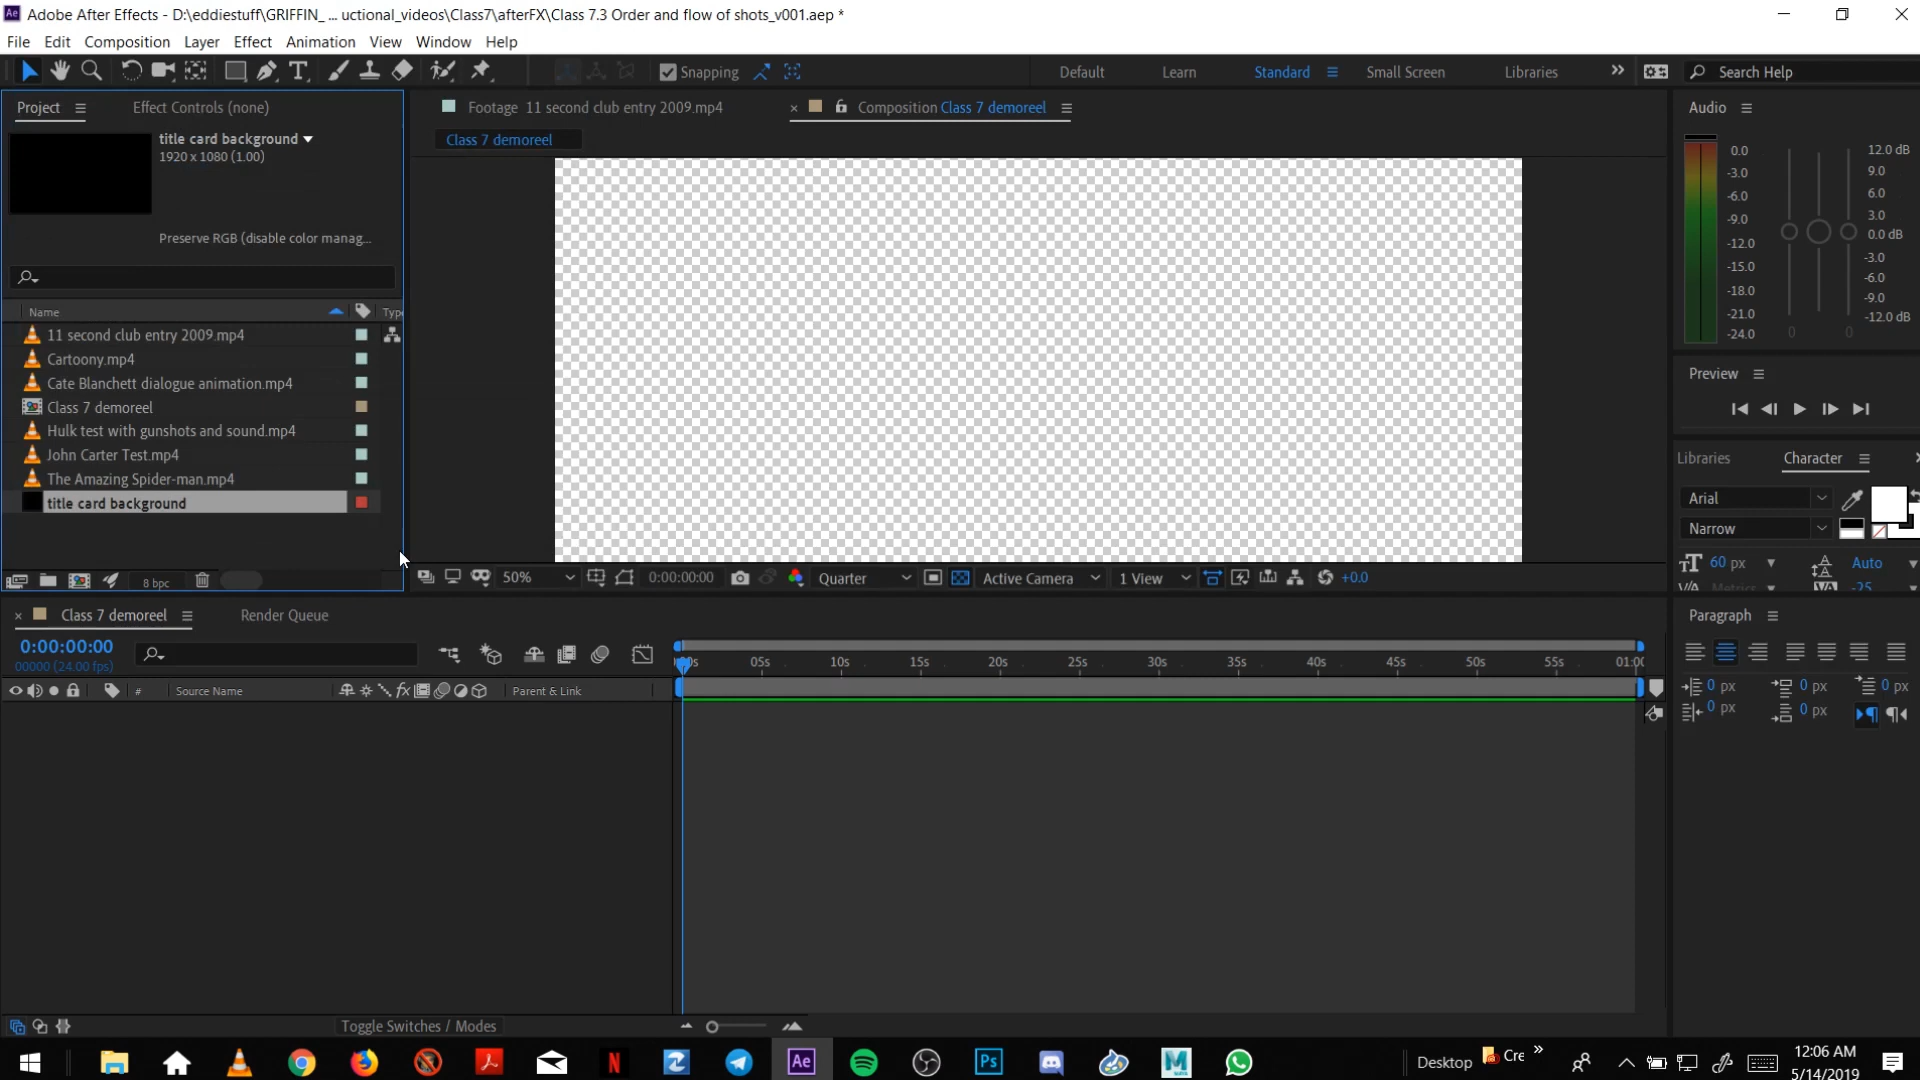 Adobe After Effects - D:\eddiestuff\GRIFFIN_ ... uctional_videos\Class7\afterFX\Class 7.3 Order and flow of shots_v001.aep *
File Edit Composition Layer Effect Animation View Window Help
Snapping Default Learn Standard Small Screen Libraries Search Help
Project Effect Controls (none)
Footage 11 second club entry 2009.mp4
Composition Class 7 demoreel
Audio
Class 7 demoreel
title card background
1920 x 1080 (1.00)
Preserve RGB (disable color manag...
0.0
-3.0
-6.0
-9.0
-12.0
-15.0
-18.0
-21.0
-24.0
12.0 dB
9.0
6.0
3.0
0.0 dB
-3.0
-6.0
-9.0
-12.0 dB
0 0
Name Type
11 second club entry 2009.mp4
Cartoony.mp4
Cate Blanchett dialogue animation.mp4
Class 7 demoreel
Hulk test with gunshots and sound.mp4
John Carter Test.mp4
The Amazing Spider-man.mp4
title card background
Preview
Libraries Character
Arial
Narrow
60 px Auto
Metrics -25
8 bpc
50% 0:00:00:00 Quarter Active Camera 1 View +0.0
Class 7 demoreel Render Queue
0:00:00:00
00000 (24.00 fps)
05s 10s 15s 20s 25s 30s 35s 40s 45s 50s 55s
# Source Name Parent & Link
Paragraph
0 px 0 px 0 px
0 px 0 px
Toggle Switches / Modes
Desktop Cre
12:06 AM
5/14/2019